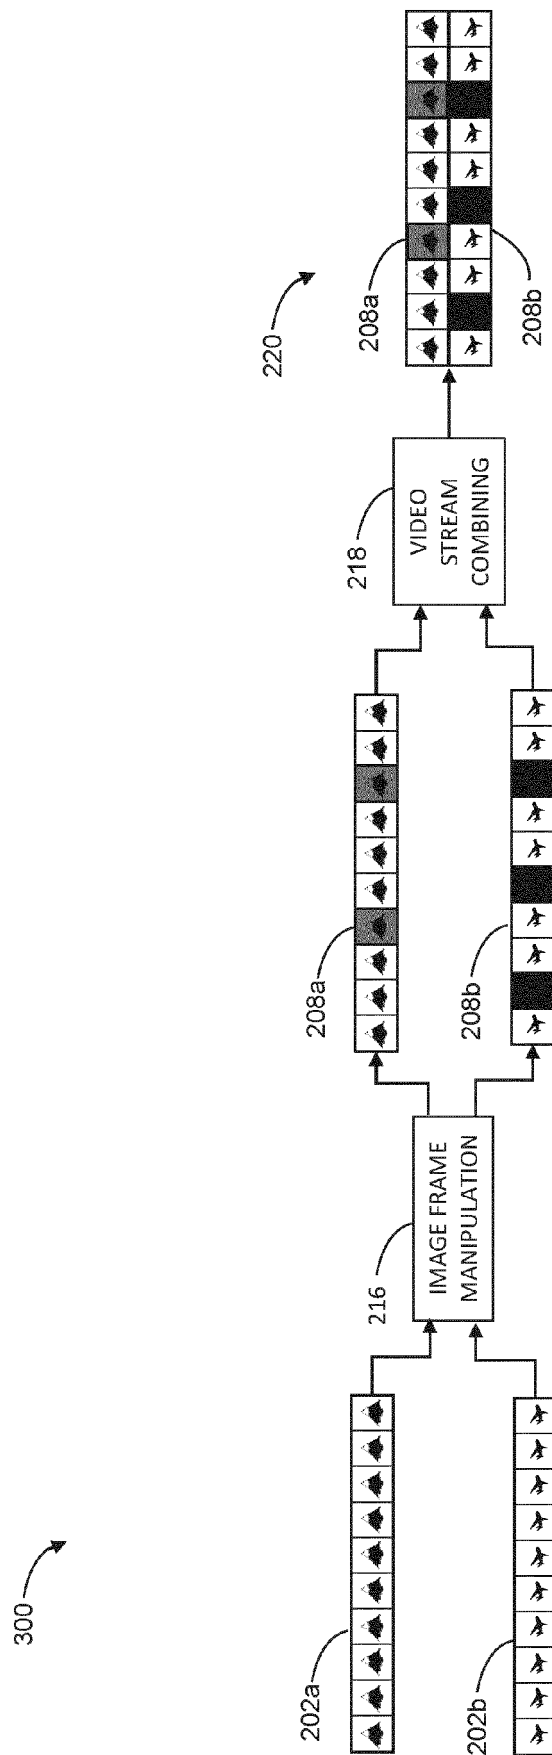 300
202a
202b
216
IMAGE FRAME
MANIPULATION
208a
208b
218
VIDEO
STREAM
COMBINING
220
208a
208b